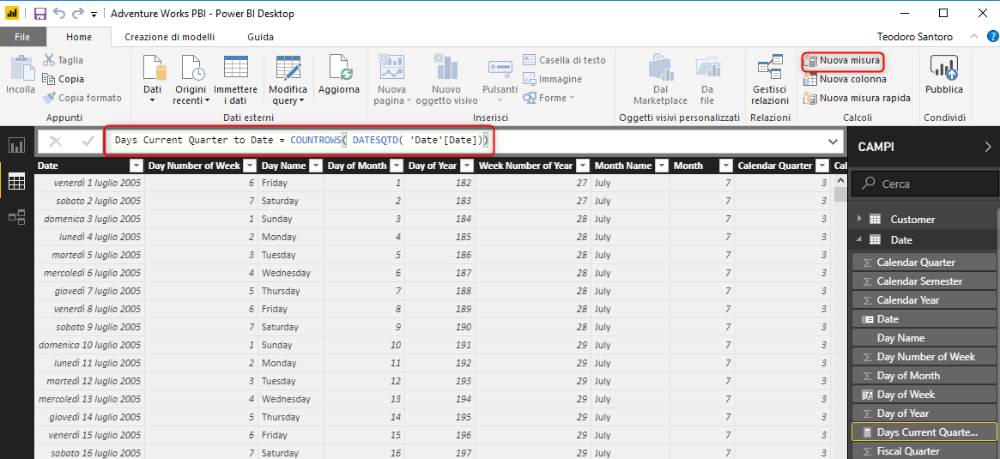 Adventure Works PBI - Power BI Desktop
File Home Creazione di modelli Guida Teodoro Santoro
Incolla
Taglia
Copia
Copia formato
Appunti
Dati
Origini recenti
Immettere i dati
Modifica query
Aggiorna
Dati esterni
Nuova pagina
Nuovo oggetto visivo
Pulsanti
Casella di testo
Immagine
Forme
Inserisci
Dal Marketplace
Da file
Oggetti visivi personalizzati
Gestisci relazioni
Relazioni
Nuova misura
Nuova colonna
Nuova misura rapida
Calcoli
Pubblica
Condividi
Days Current Quarter to Date = COUNTROWS( DATESQTD( 'Date'[Date]))
Date Day Number of Week Day Name Day of Month Day of Year Week Number of Year Month Name Month Calendar Quarter Cal
venerdì 1 luglio 2005 6 Friday 1 182 27 July 7 3
sabato 2 luglio 2005 7 Saturday 2 183 27 July 7 3
domenica 3 luglio 2005 1 Sunday 3 184 28 July 7 3
lunedì 4 luglio 2005 2 Monday 4 185 28 July 7 3
martedì 5 luglio 2005 3 Tuesday 5 186 28 July 7 3
mercoledì 6 luglio 2005 4 Wednesday 6 187 28 July 7 3
giovedì 7 luglio 2005 5 Thursday 7 188 28 July 7 3
venerdì 8 luglio 2005 6 Friday 8 189 28 July 7 3
sabato 9 luglio 2005 7 Saturday 9 190 28 July 7 3
domenica 10 luglio 2005 1 Sunday 10 191 29 July 7 3
lunedì 11 luglio 2005 2 Monday 11 192 29 July 7 3
martedì 12 luglio 2005 3 Tuesday 12 193 29 July 7 3
mercoledì 13 luglio 2005 4 Wednesday 13 194 29 July 7 3
giovedì 14 luglio 2005 5 Thursday 14 195 29 July 7 3
venerdì 15 luglio 2005 6 Friday 15 196 29 July 7 3
sabato 16 luglio 2005 7 Saturday 16 197 29 July 7 3
CAMPI
Cerca
Customer
Date
Calendar Quarter
Calendar Semester
Calendar Year
Date
Day Name
Day Number of Week
Day of Month
Day of Week
Day of Year
Days Current Quarte...
Fiscal Quarter